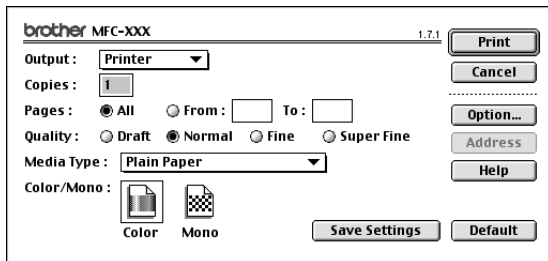 brother MFC-XXX 1.7.1
Print
Output : Printer
Cancel
Copies : 1
Pages : All From : To :
Option...
Quality : Draft Normal Fine Super Fine
Address
Media Type : Plain Paper
Help
Color/Mono :
Color Mono
Save Settings Default